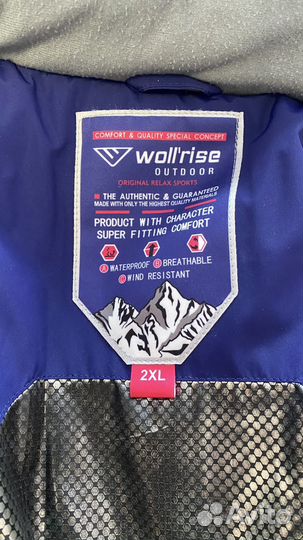 COMFORT & QUALITY SPECIAL CONCEPT
woll'rise
OUTDOOR
ORIGINAL RELAX SPORTS
THE AUTHENTIC & GUARANTEED
MADE WITH ONLY THE HIGHEST QUALITY MATERIALS
PRODUCT WITH CHARACTER
SUPER FITTING COMFORT
A WATERPROOF B BREATHABLE
C WIND RESISTANT
2XL
Avito